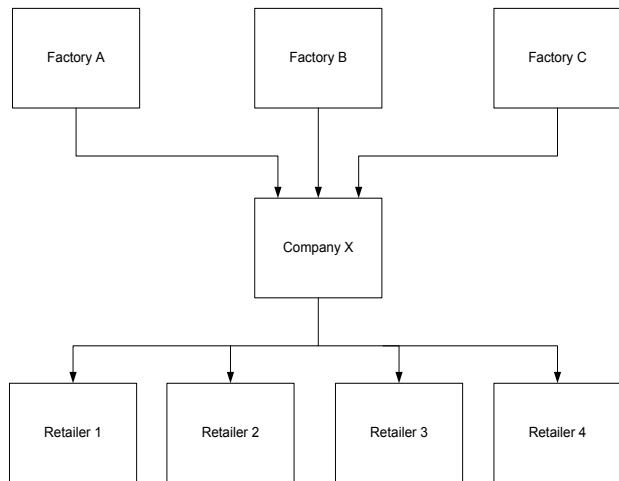 Factory A
Factory B
Factory C
Company X
Retailer 1
Retailer 2
Retailer 3
Retailer 4